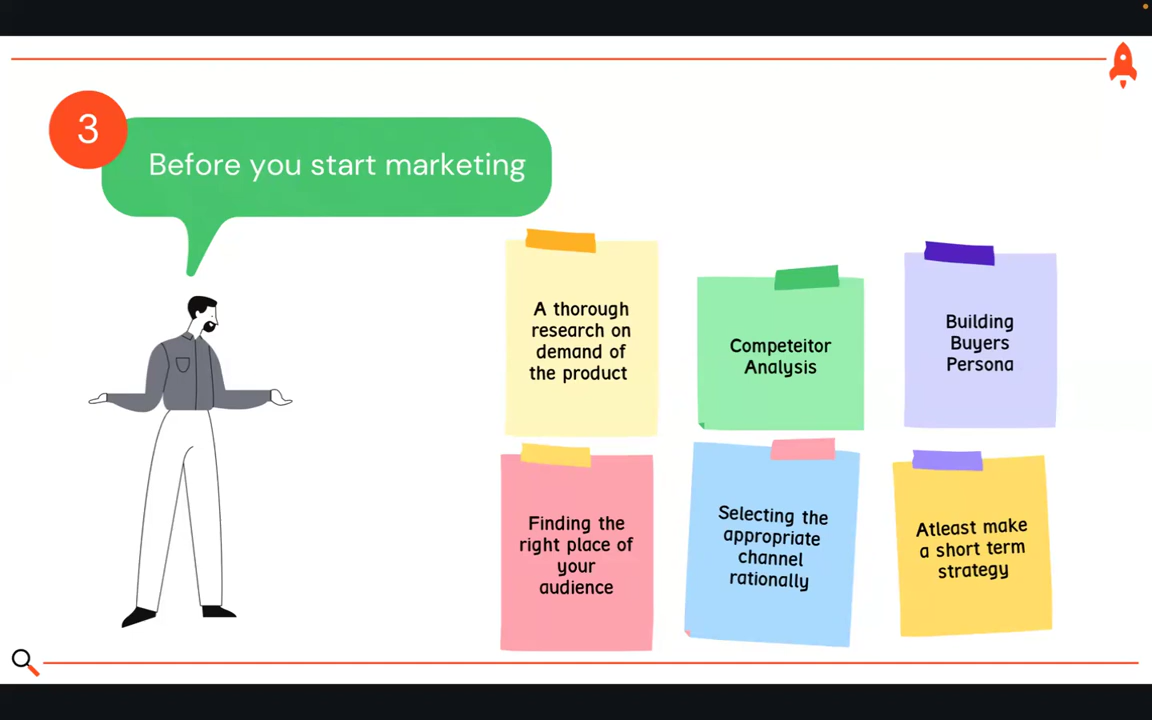 3
Before you start marketing
A thorough
research on
demand of
the product
Competeitor
Analysis
Building
Buyers
Persona
Finding the
right place of
your
audience
Selecting the
appropriate
channel
rationally
Atleast make
a short term
strategy